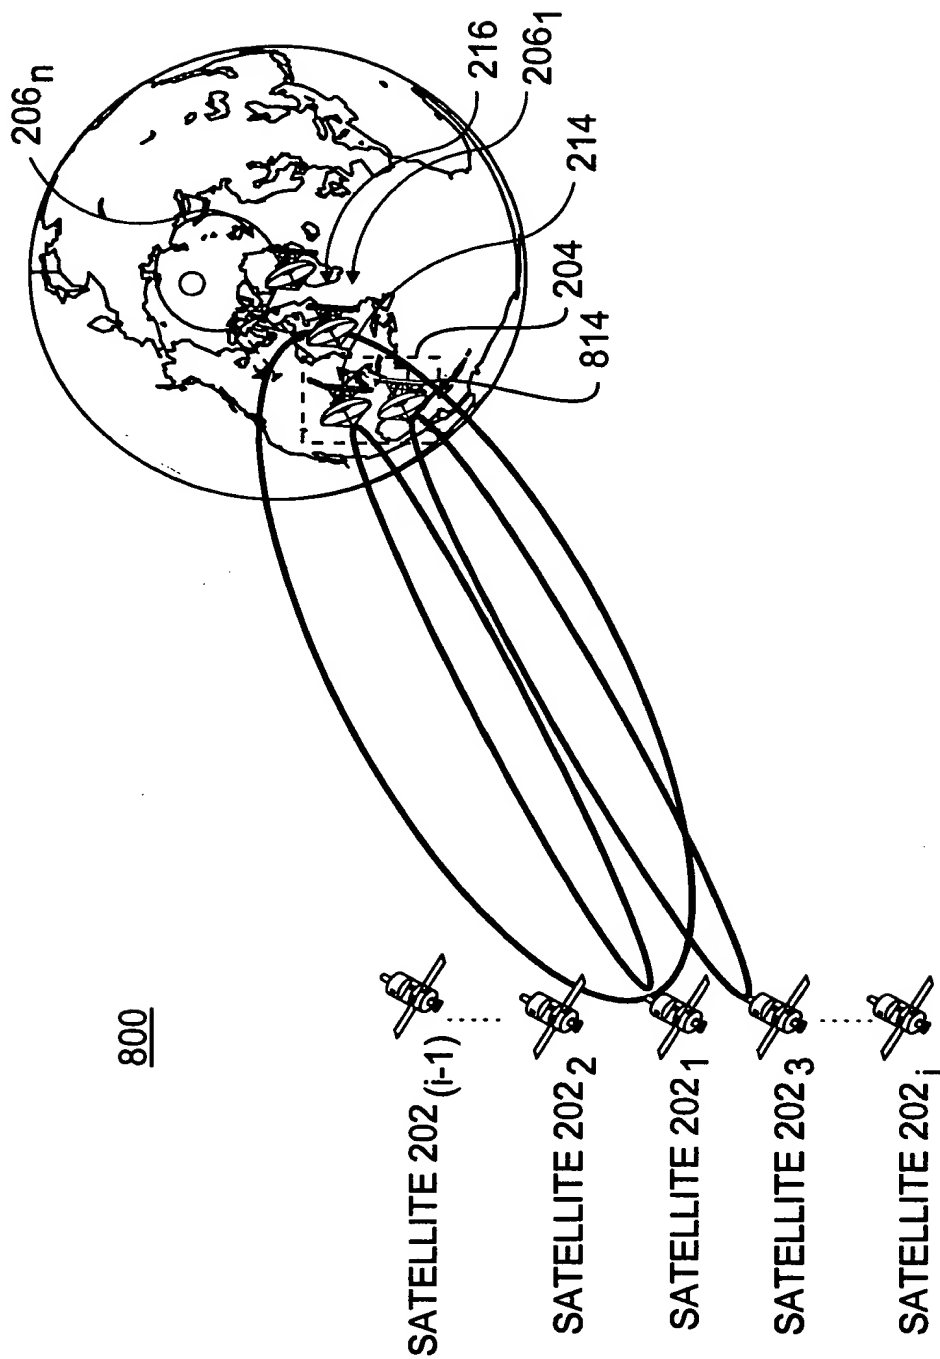 800
SATELLITE 202(i-1)
SATELLITE 202₂
SATELLITE 202₁
SATELLITE 202₃
SATELLITE 202i
206n
216
206₁
214
204
814